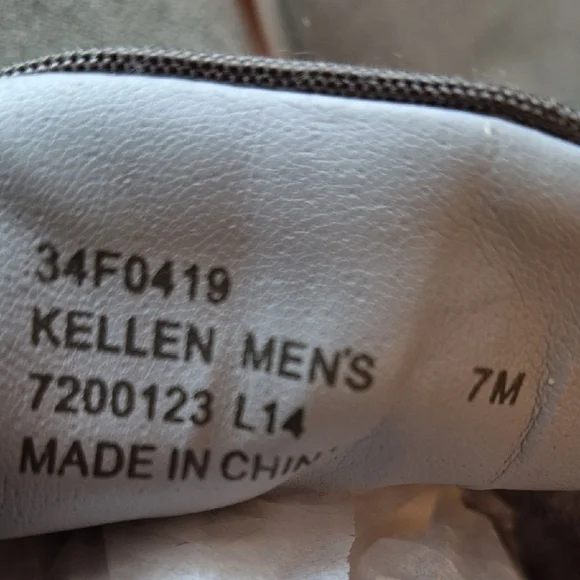 34F0419
KELLEN MEN'S
7M
7200123 L14
MADE IN CHIN